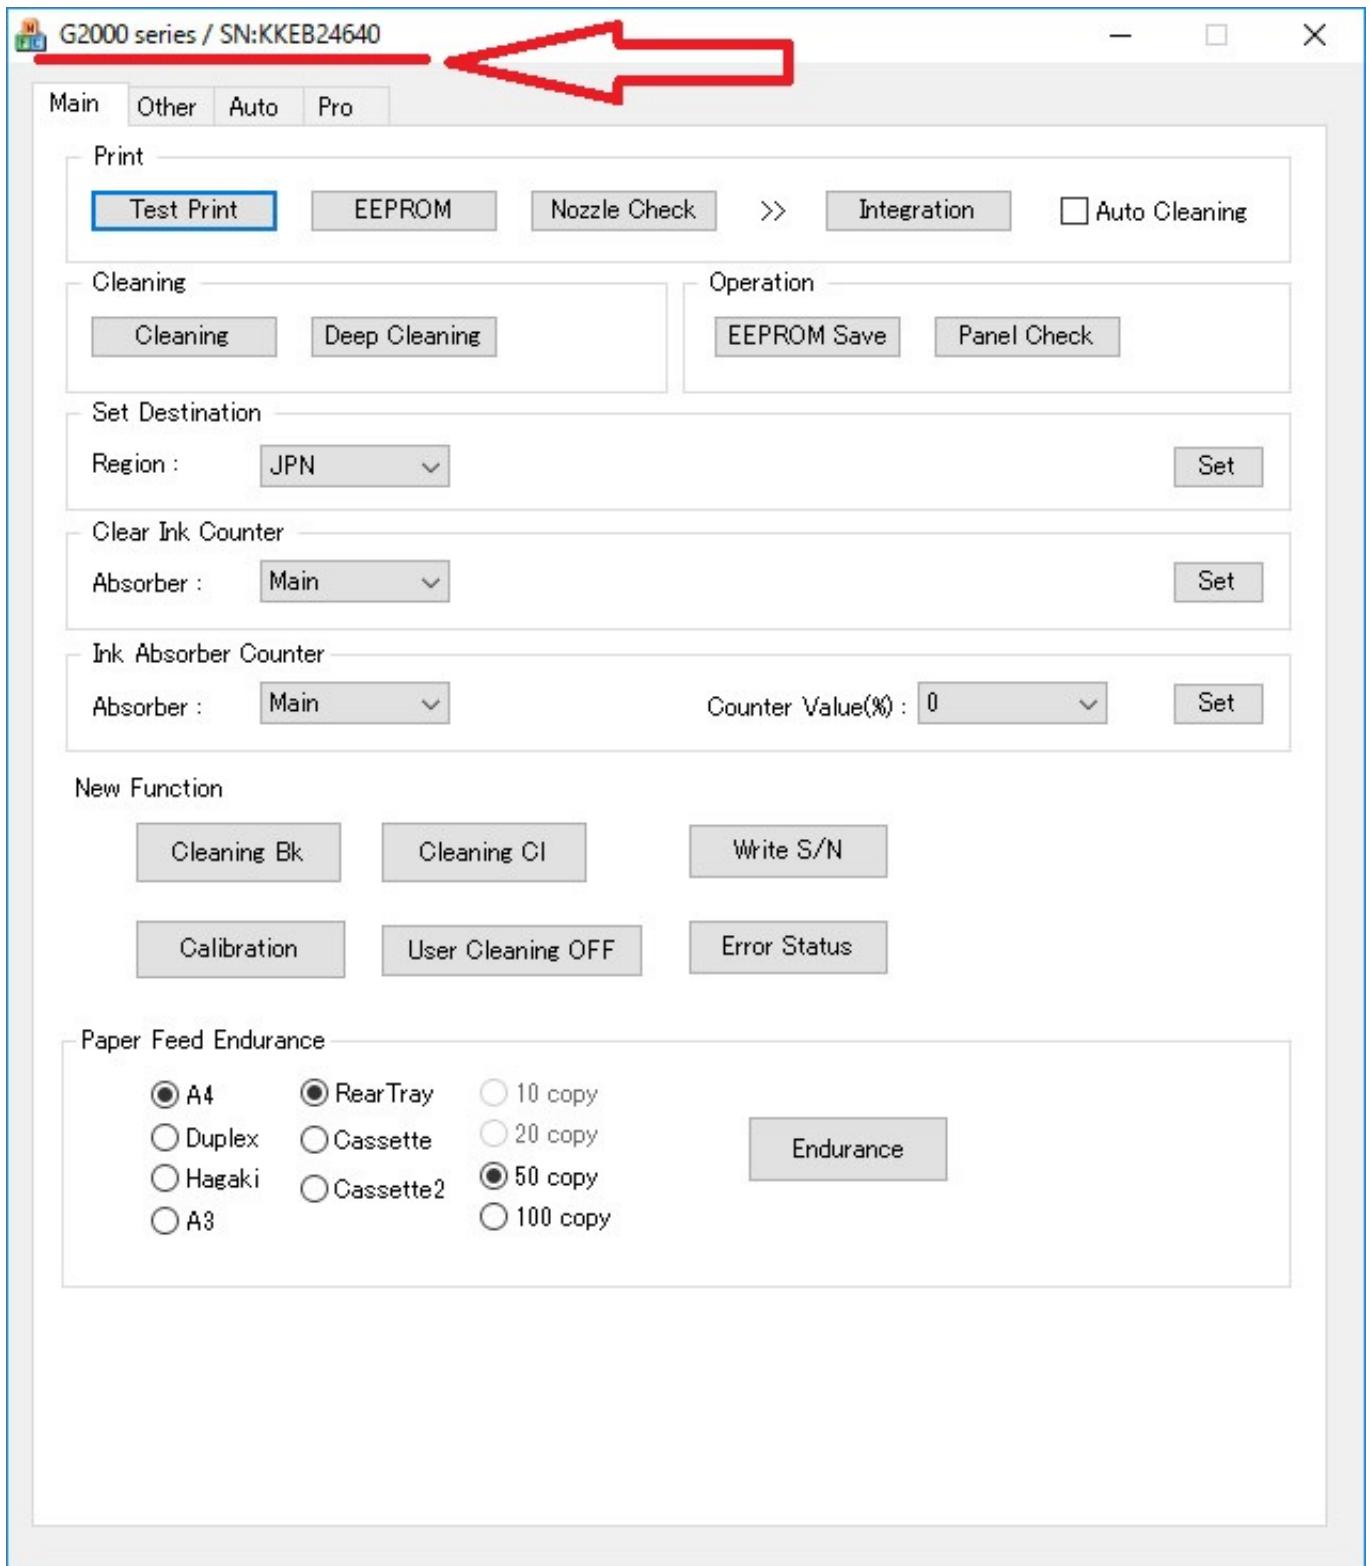 G2000 series / SN:KKEB24640
Main Other Auto Pro
Print
Test Print EEPROM Nozzle Check >> Integration Auto Cleaning
Cleaning Operation
Cleaning Deep Cleaning EEPROM Save Panel Check
Set Destination
Region : JPN Set
Clear Ink Counter
Absorber : Main Set
Ink Absorber Counter
Absorber : Main Counter Value(%) : 0 Set
New Function
Cleaning Bk Cleaning Cl Write S/N
Calibration User Cleaning OFF Error Status
Paper Feed Endurance
A4 RearTray 10 copy
Duplex Cassette 20 copy Endurance
Hagaki Cassette2 50 copy
A3 100 copy